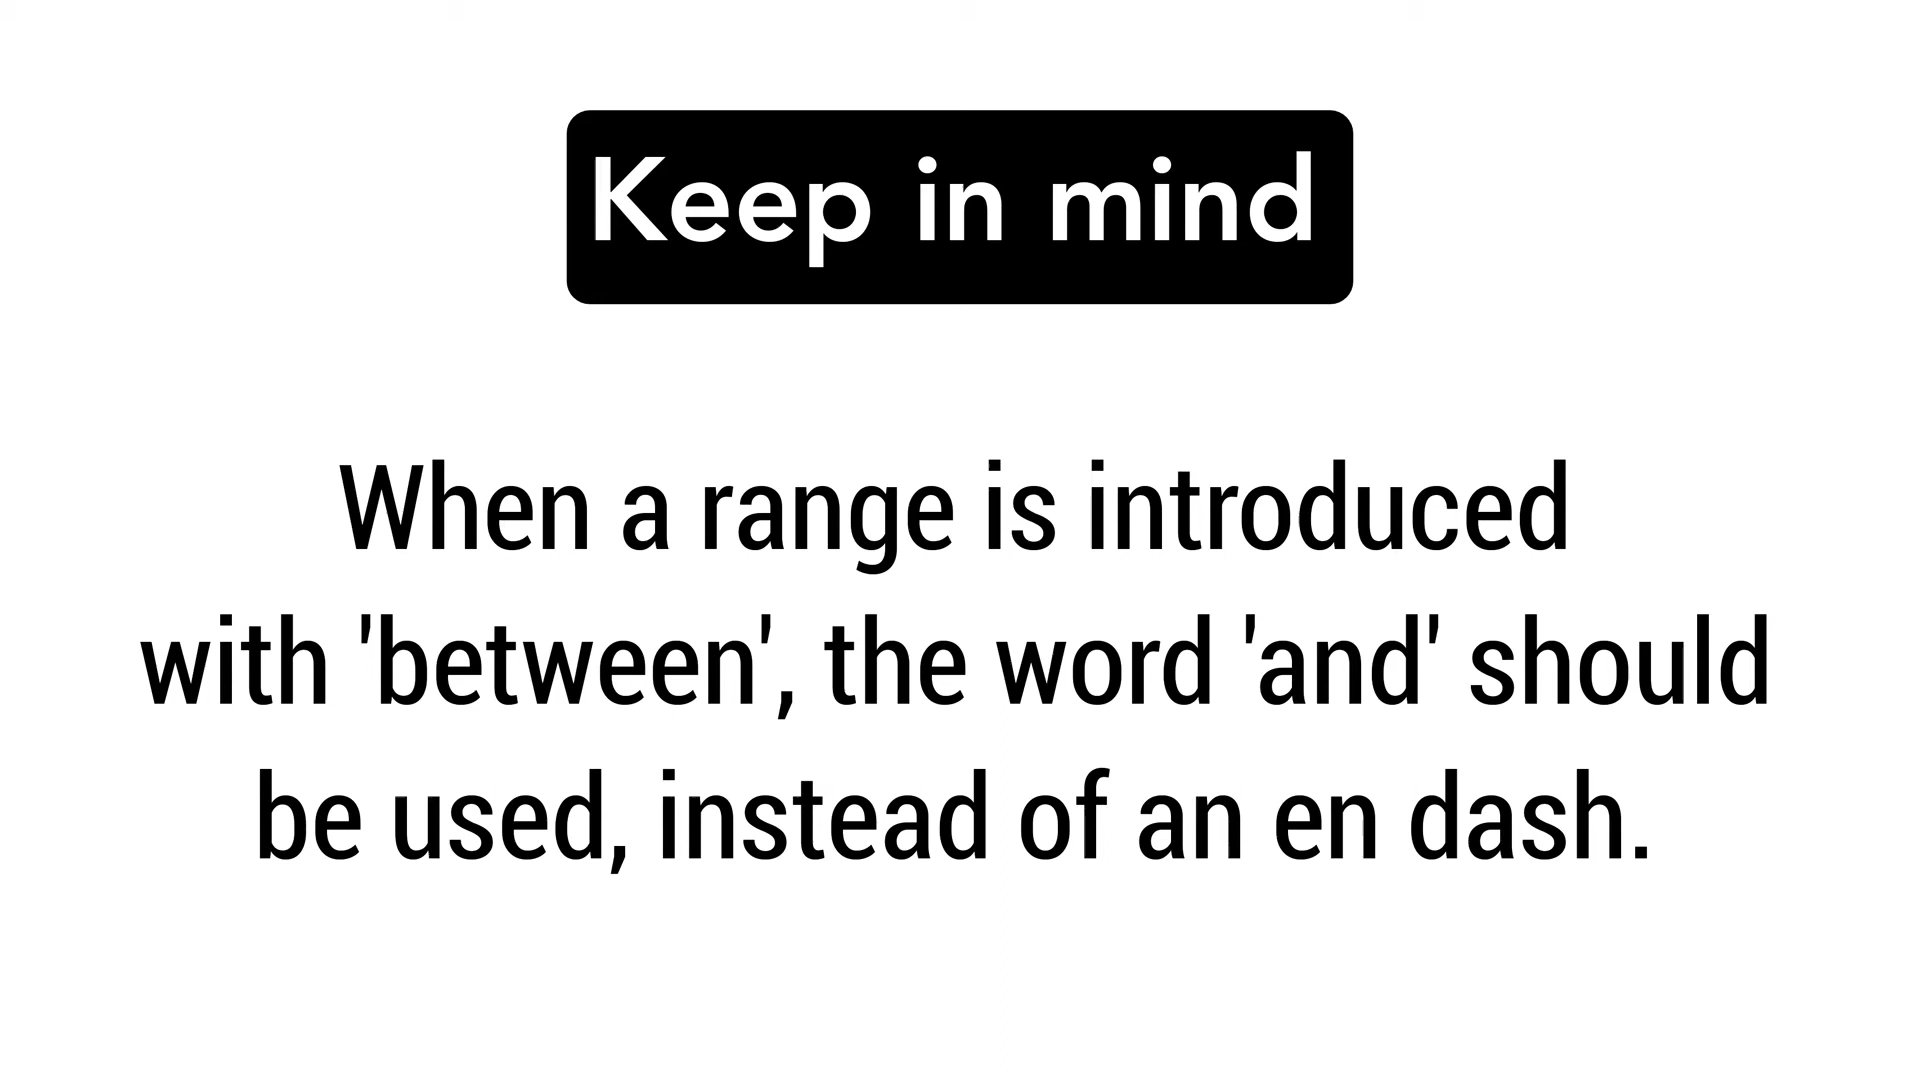 Keep in mind
When a range is introduced
with 'between', the word 'and' should
be used, instead of an en dash.